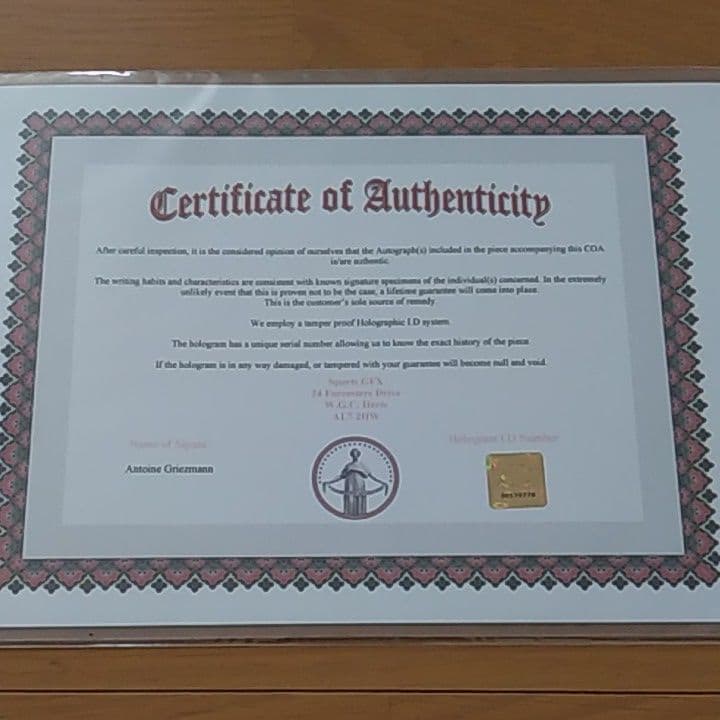 Certificate of Authenticity
After careful inspection, it is the considered opinion of ourselves that the Autograph(s) included in the piece accompanying this COA
is/are authentic.
The writing habits and characteristics are consistent with known signature specimens of the individual(s) concerned. In the extremely
unlikely event that this is proven not to be the case, a lifetime guarantee will come into place.
This is the customer's sole source of remedy.
We employ a tamper proof Holographic I.D system.
The hologram has a unique serial number allowing us to know the exact history of the piece.
If the hologram is in any way damaged, or tampered with your guarantee will become null and void.
Sports GFX
24 Forresters Drive
W.G.C. Herts
AL7 2HW
Name of Signee
Hologram I.D Number
Antoine Griezmann